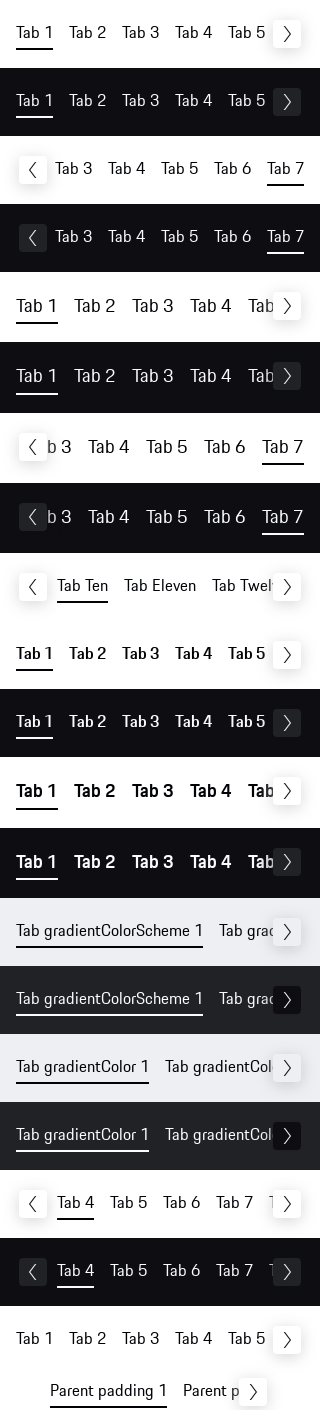 Tab 1 Tab 2 Tab 3 Tab 4 Tab 5
Tab 1 Tab 2 Tab 3 Tab 4 Tab 5
Tab 3 Tab 4 Tab 5 Tab 6 Tab 7
Tab 3 Tab 4 Tab 5 Tab 6 Tab 7
Tab 1 Tab 2 Tab 3 Tab 4 Tab
Tab 1 Tab 2 Tab 3 Tab 4 Tab
b 3 Tab 4 Tab 5 Tab 6 Tab 7
b 3 Tab 4 Tab 5 Tab 6 Tab 7
Tab Ten Tab Eleven Tab Twel
Tab 1 Tab 2 Tab 3 Tab 4 Tab 5
Tab 1 Tab 2 Tab 3 Tab 4 Tab 5
Tab 1 Tab 2 Tab 3 Tab 4 Tab
Tab 1 Tab 2 Tab 3 Tab 4 Tab
Tab gradientColorScheme 1 Tab grad
Tab gradientColorScheme 1 Tab grad
Tab gradientColor 1 Tab gradientCol
Tab gradientColor 1 Tab gradientCol
Tab 4 Tab 5 Tab 6 Tab 7
Tab 4 Tab 5 Tab 6 Tab 7
Tab 1 Tab 2 Tab 3 Tab 4 Tab 5
Parent padding 1 Parent p